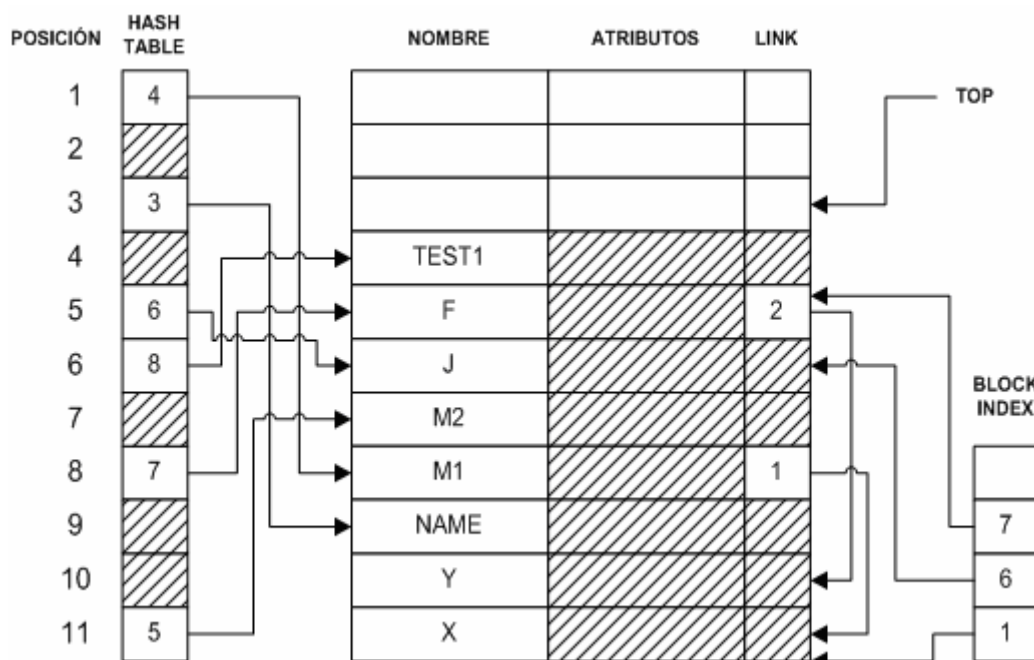 POSICIÓN HASH TABLE NOMBRE ATRIBUTOS LINK
1 4 TOP
2
3 3
4 TEST1
5 6 F 2
6 8 J
BLOCK INDEX
7 M2
8 7 M1 1
9 NAME 7
10 Y 6
11 5 X 1